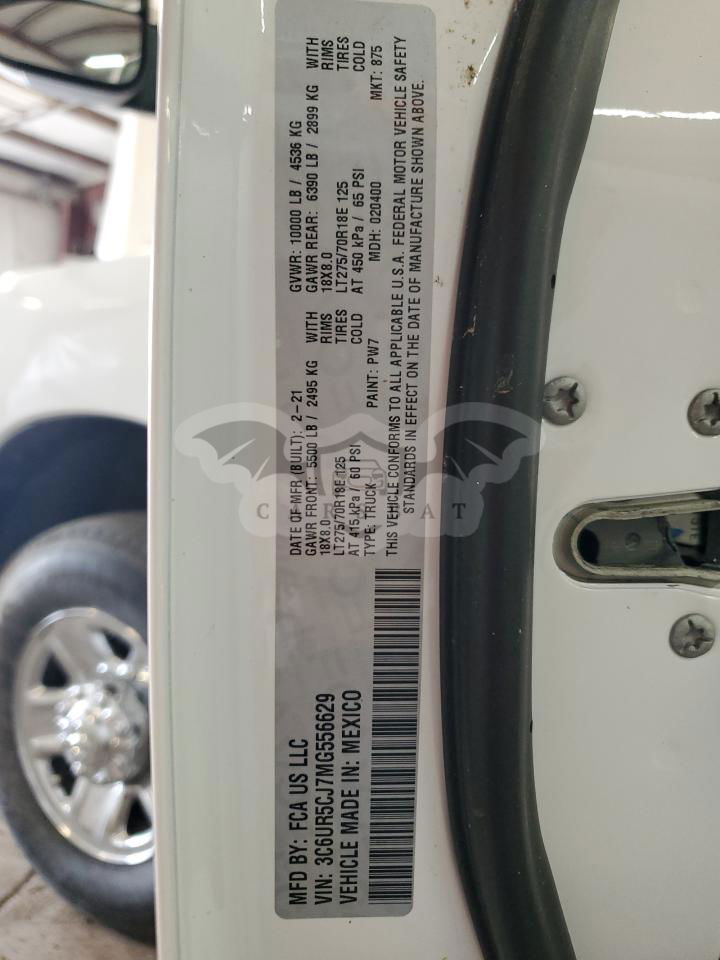 MFD BY: FCA US LLC
VIN: 3C6UR5CJ7MG556629
VEHICLE MADE IN: MEXICO
DATE OF MFR (BUILT): 2-21 GVWR: 10000 LB / 4536 KG
GAWR FRONT: 5500 LB / 2495 KG WITH GAWR REAR: 6390 LB / 2899 KG WITH
18X8.0 RIMS 18X8.0 RIMS
LT275/70R18E 125 TIRES LT275/70R18E 125 TIRES
AT 415 kPa / 60 PSI COLD AT 450 kPa / 65 PSI COLD
TYPE: TRUCK PAINT: PW7 MDH: 020400 MKT: 875
THIS VEHICLE CONFORMS TO ALL APPLICABLE U.S.A. FEDERAL MOTOR VEHICLE SAFETY
STANDARDS IN EFFECT ON THE DATE OF MANUFACTURE SHOWN ABOVE.